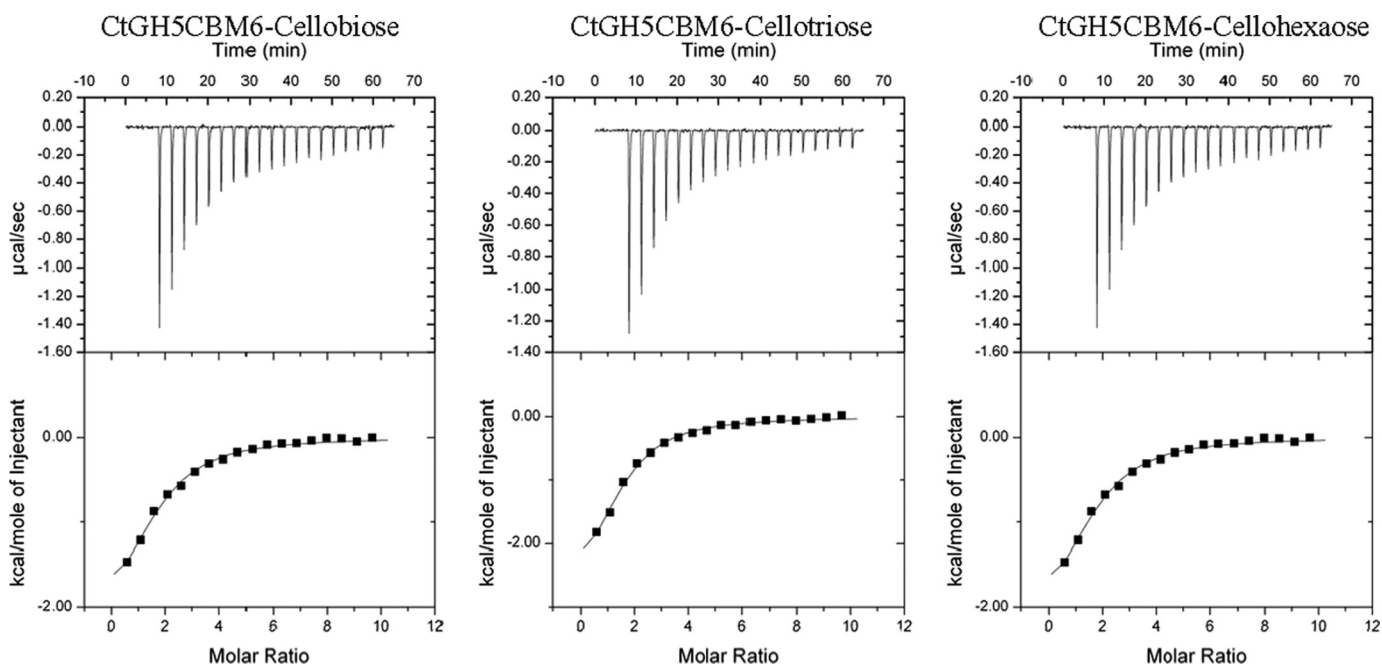 CtGH5CBM6-Cellobiose
Time (min)
-10 0 10 20 30 40 50 60 70
0.20
0.00
-0.20
-0.40
-0.60
-0.80
-1.00
-1.20
-1.40
-1.60
µcal/sec
0.00
-2.00
kcal/mole of Injectant
0 2 4 6 8 10 12
Molar Ratio
CtGH5CBM6-Cellotriose
Time (min)
-10 0 10 20 30 40 50 60 70
0.20
0.00
-0.20
-0.40
-0.60
-0.80
-1.00
-1.20
-1.40
µcal/sec
0.00
-2.00
kcal/mole of Injectant
0 2 4 6 8 10 12
Molar Ratio
CtGH5CBM6-Cellohexaose
Time (min)
-10 0 10 20 30 40 50 60 70
0.20
0.00
-0.20
-0.40
-0.60
-0.80
-1.00
-1.20
-1.40
-1.60
µcal/sec
0.00
-2.00
kcal/mole of Injectant
0 2 4 6 8 10 12
Molar Ratio